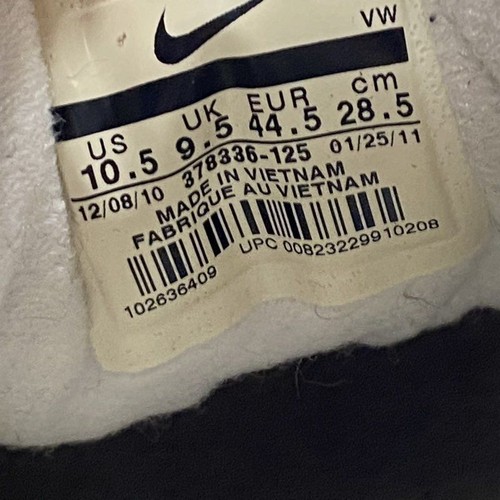 VW
US UK EUR cm
10.5 9.5 44.5 28.5
12/08/10 378336-125 01/25/11
MADE IN VIETNAM
FABRIQUE AU VIETNAM
102636409 UPC 00823229910208